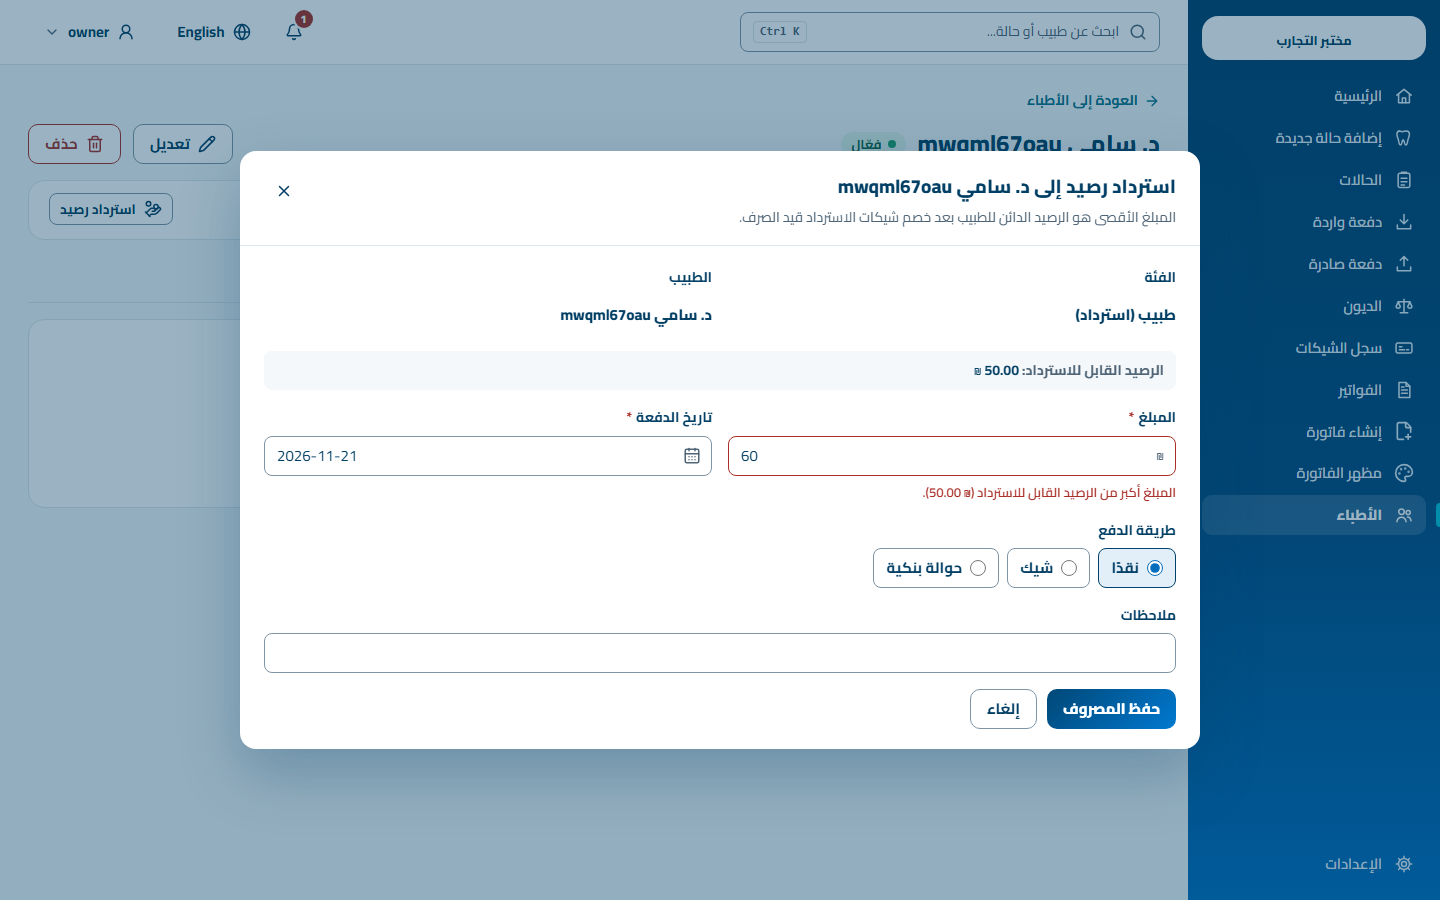 مختبر التجارب
الرئيسية
إضافة حالة جديدة
الحالات
دفعة واردة
دفعة صادرة
الديون
سجل الشيكات
الفواتير
إنشاء فاتورة
مظهر الفاتورة
الأطباء
الإعدادات
ابحث عن طبيب أو حالة...
Ctrl K
1
English
owner
العودة إلى الأطباء
د. سامي mwqml67oau
فعّال
تعديل
حذف
استرداد رصيد
استرداد رصيد إلى د. سامي mwqml67oau
المبلغ الأقصى هو الرصيد الدائن للطبيب بعد خصم شيكات الاسترداد قيد الصرف.
الفئة
الطبيب
طبيب (استرداد)
د. سامي mwqml67oau
الرصيد القابل للاسترداد: 50.00 ₪
المبلغ *
تاريخ الدفعة *
60
₪
2026-11-21
المبلغ أكبر من الرصيد القابل للاسترداد (₪ 50.00).
طريقة الدفع
نقدًا
شيك
حوالة بنكية
ملاحظات
حفظ المصروف
إلغاء